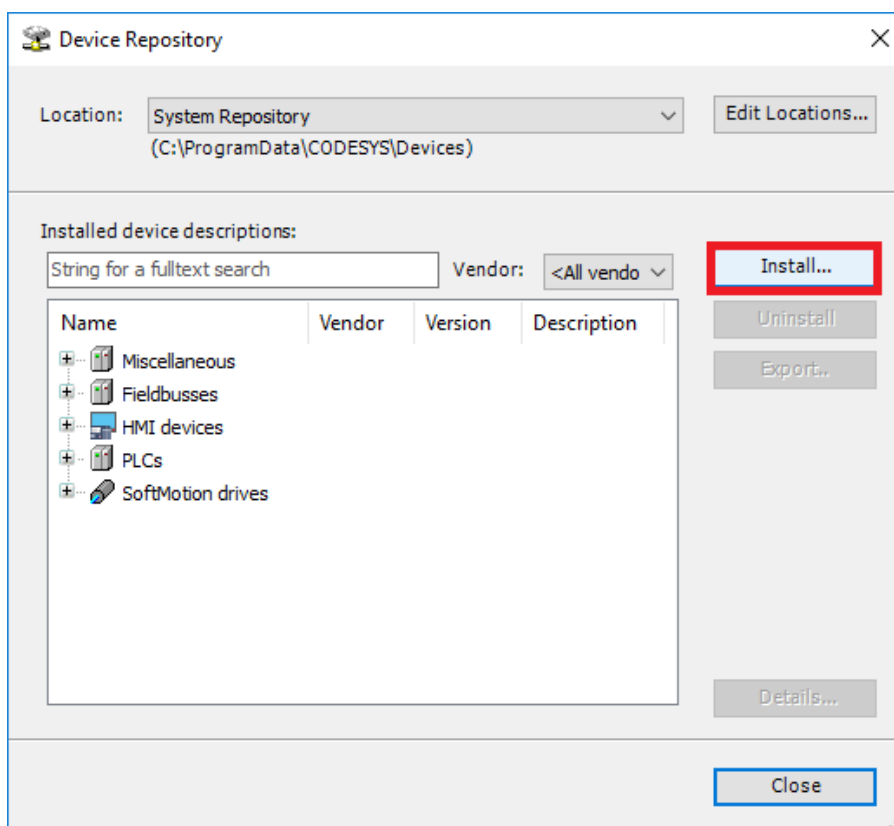 Device Repository
Location: System Repository Edit Locations...
(C:\ProgramData\CODESYS\Devices)
Installed device descriptions:
String for a fulltext search Vendor: <All vendo Install...
Name Vendor Version Description Uninstall
Miscellaneous Export..
Fieldbusses
HMI devices
PLCs
SoftMotion drives
Details...
Close